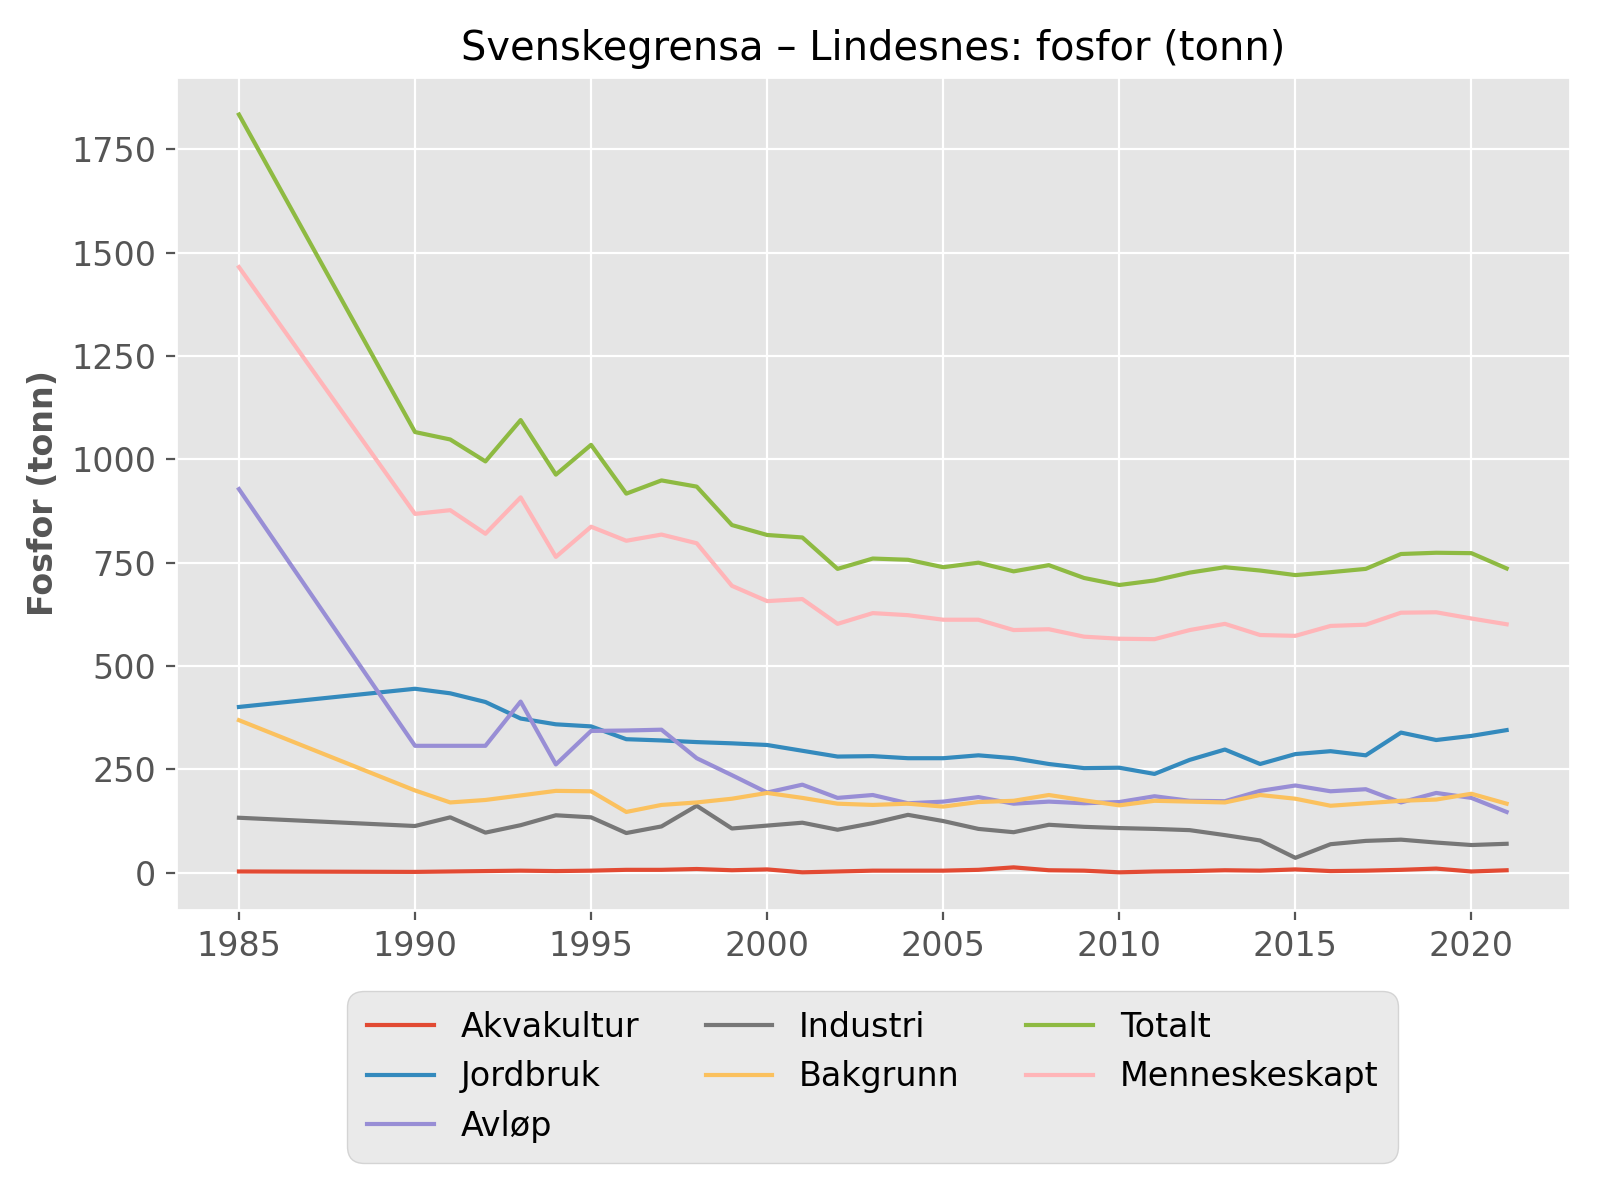 Svenskegrensa – Lindesnes: fosfor (tonn)
Fosfor (tonn)
1750
1500
1250
1000
750
500
250
0
1985 1990 1995 2000 2005 2010 2015 2020
Akvakultur Industri Totalt
Jordbruk Bakgrunn Menneskeskapt
Avløp